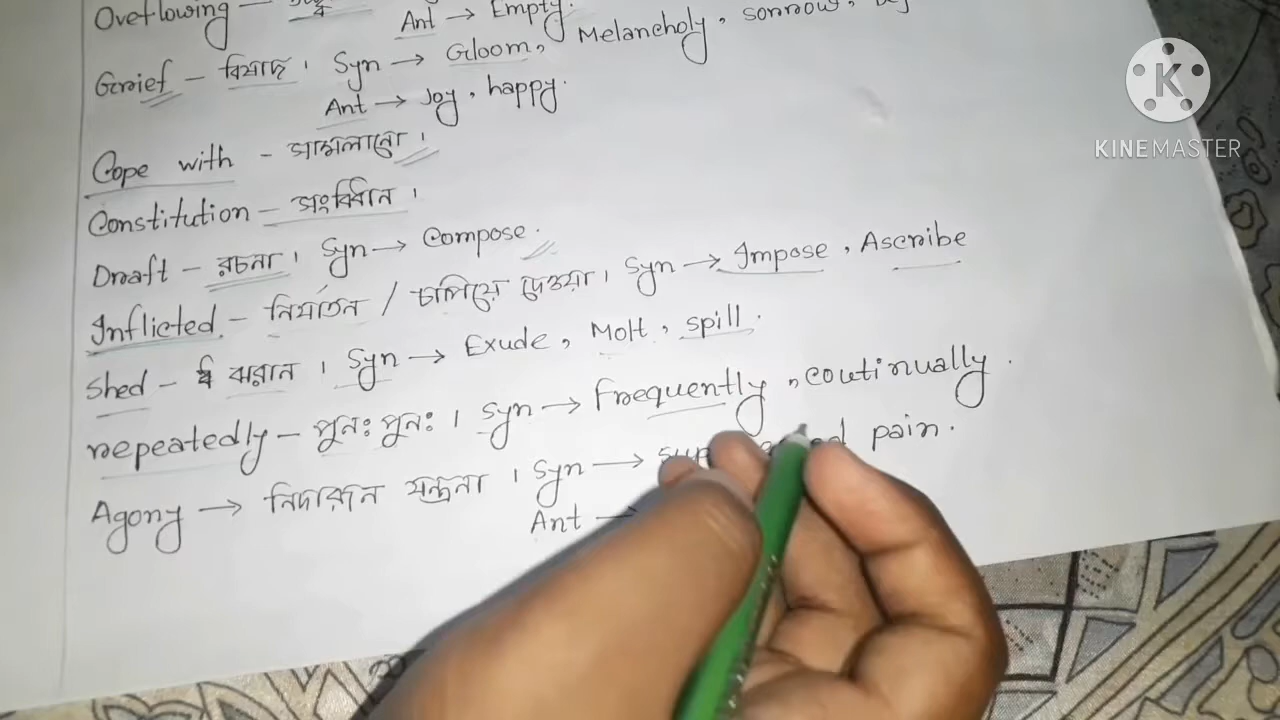 Overflowing –
Ant → Empty.
Grief – বিষাদ। Syn → Gloom, Melancholy, sorrow,
Ant → Joy, happy.
Cope with – সামলানো।
Constitution – সংবিধান।
Draft – রচনা। Syn → Compose.
Inflicted – নির্যাতন / চাপিয়ে দেওয়া। Syn → Impose, Ascribe
Shed – ঝরান। Syn → Exude, Molt, spill.
repeatedly – পুনঃপুনঃ। Syn → Frequently, coutinually.
Agony → নিদারুন যন্ত্রনা। Syn → pain.
Ant →
K
KINEMASTER